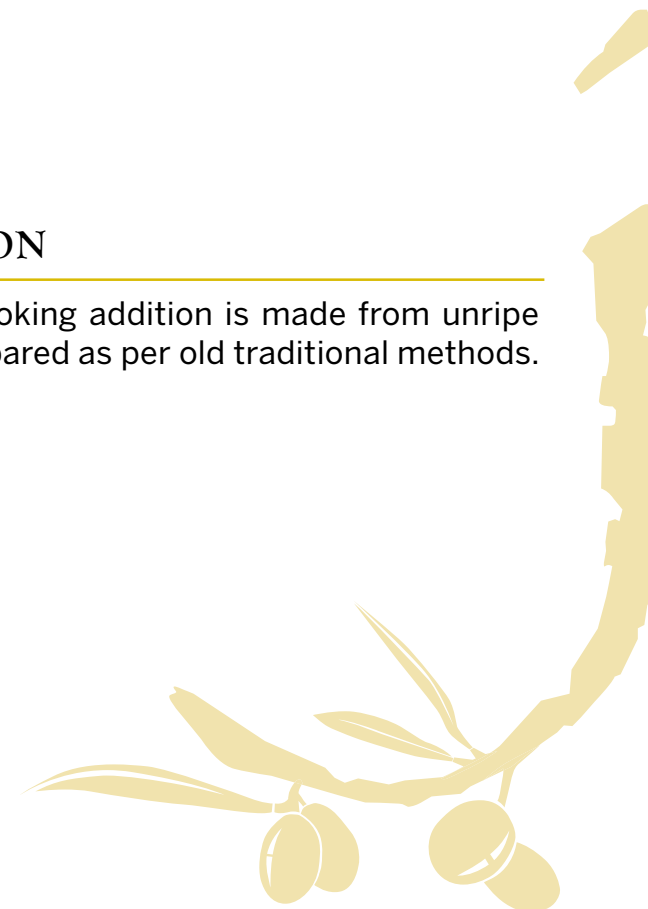 ON
oking addition is made from unripe
pared as per old traditional methods.